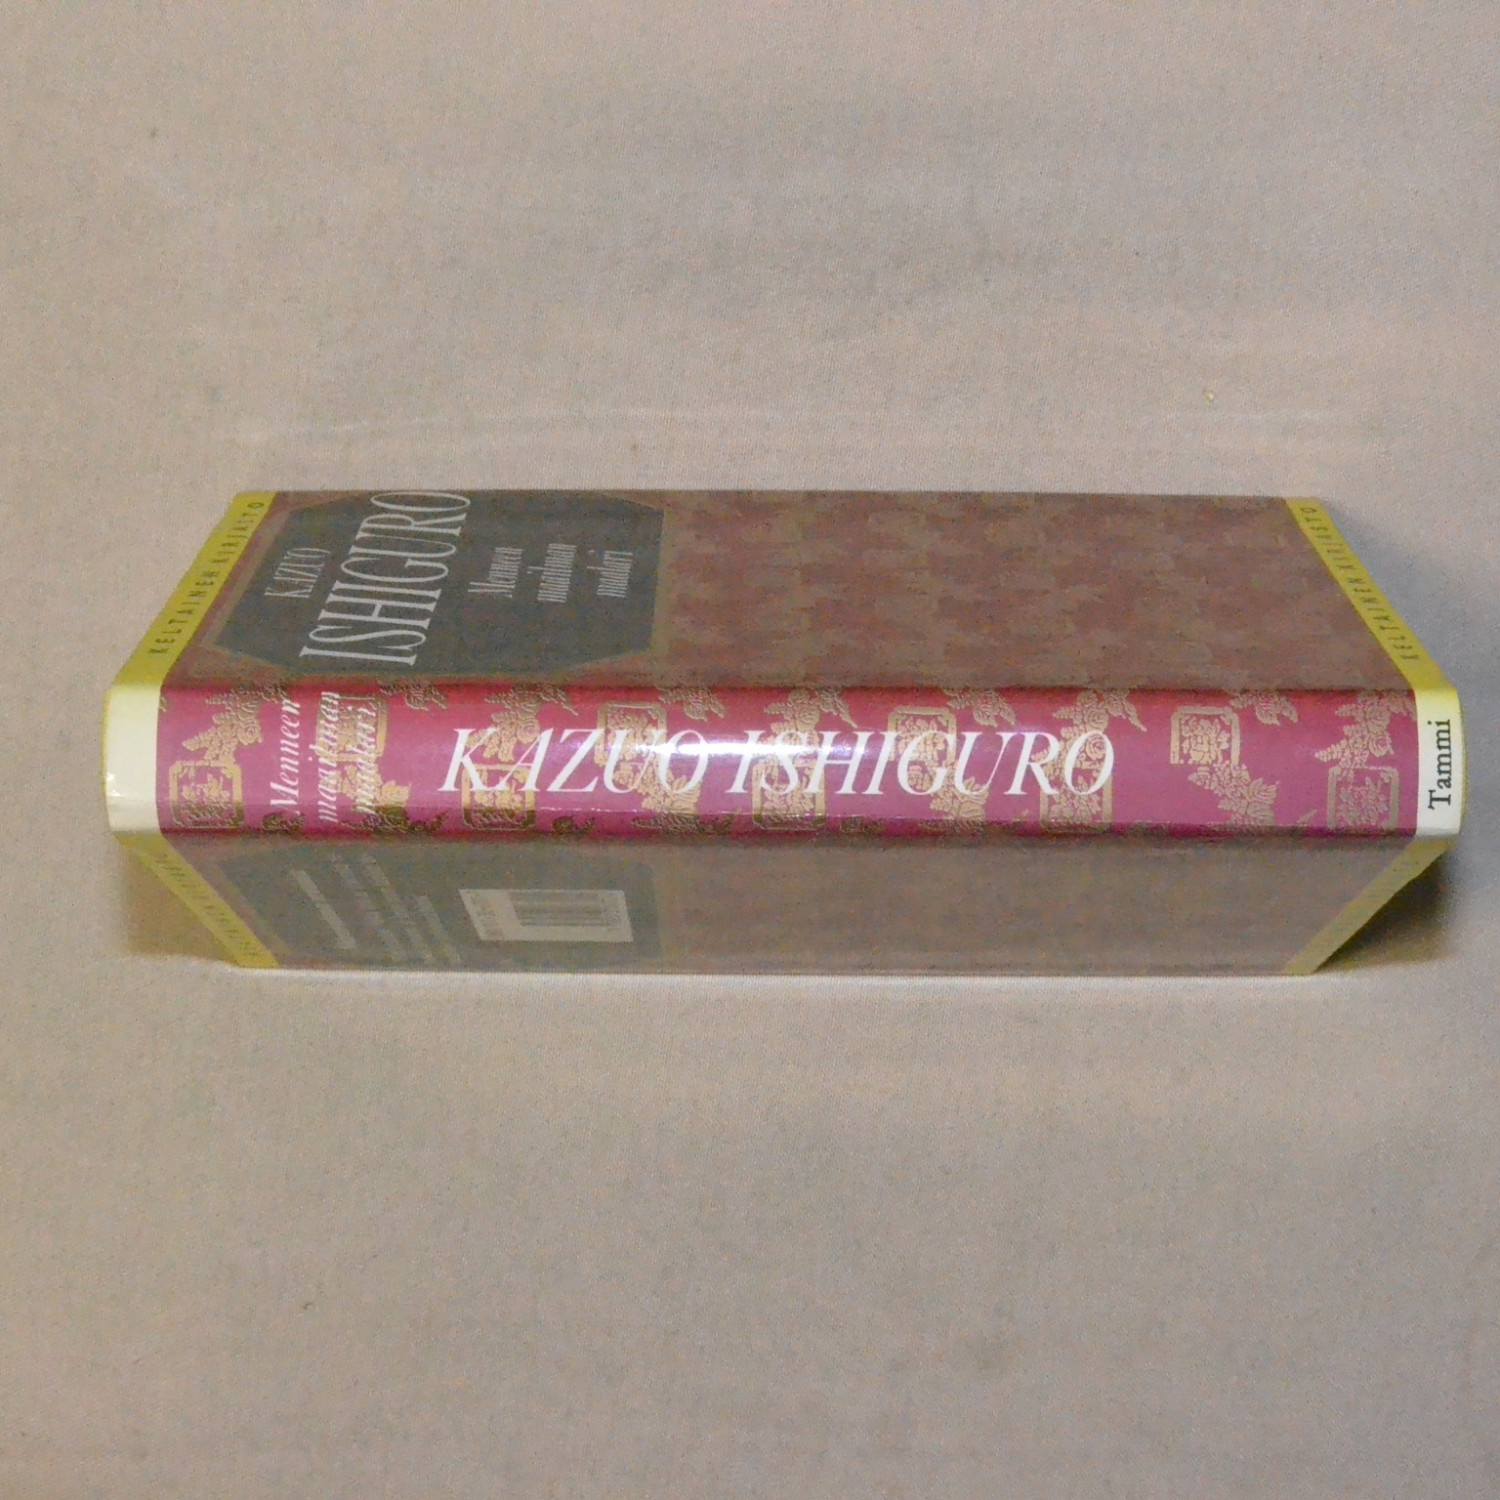 KELTAINEN KIRJASTO
KAZUO
ISHIGURO
Menneen
maailman
maalari
KELTAINEN KIRJASTO
Menneen
maailman
maalari
KAZUO ISHIGURO
Tammi